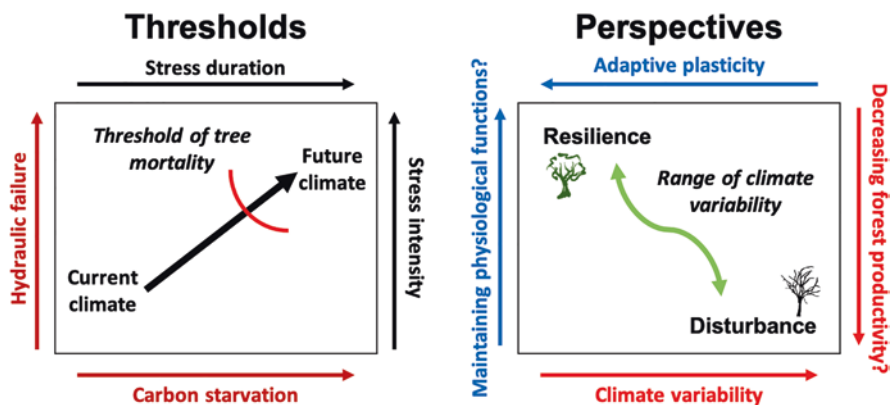 Thresholds
Stress duration
Hydraulic failure
Threshold of tree
mortality
Future
climate
Current
climate
Stress intensity
Carbon starvation
Perspectives
Adaptive plasticity
Maintaining physiological functions?
Resilience
Range of climate
variability
Disturbance
Decreasing forest productivity?
Climate variability